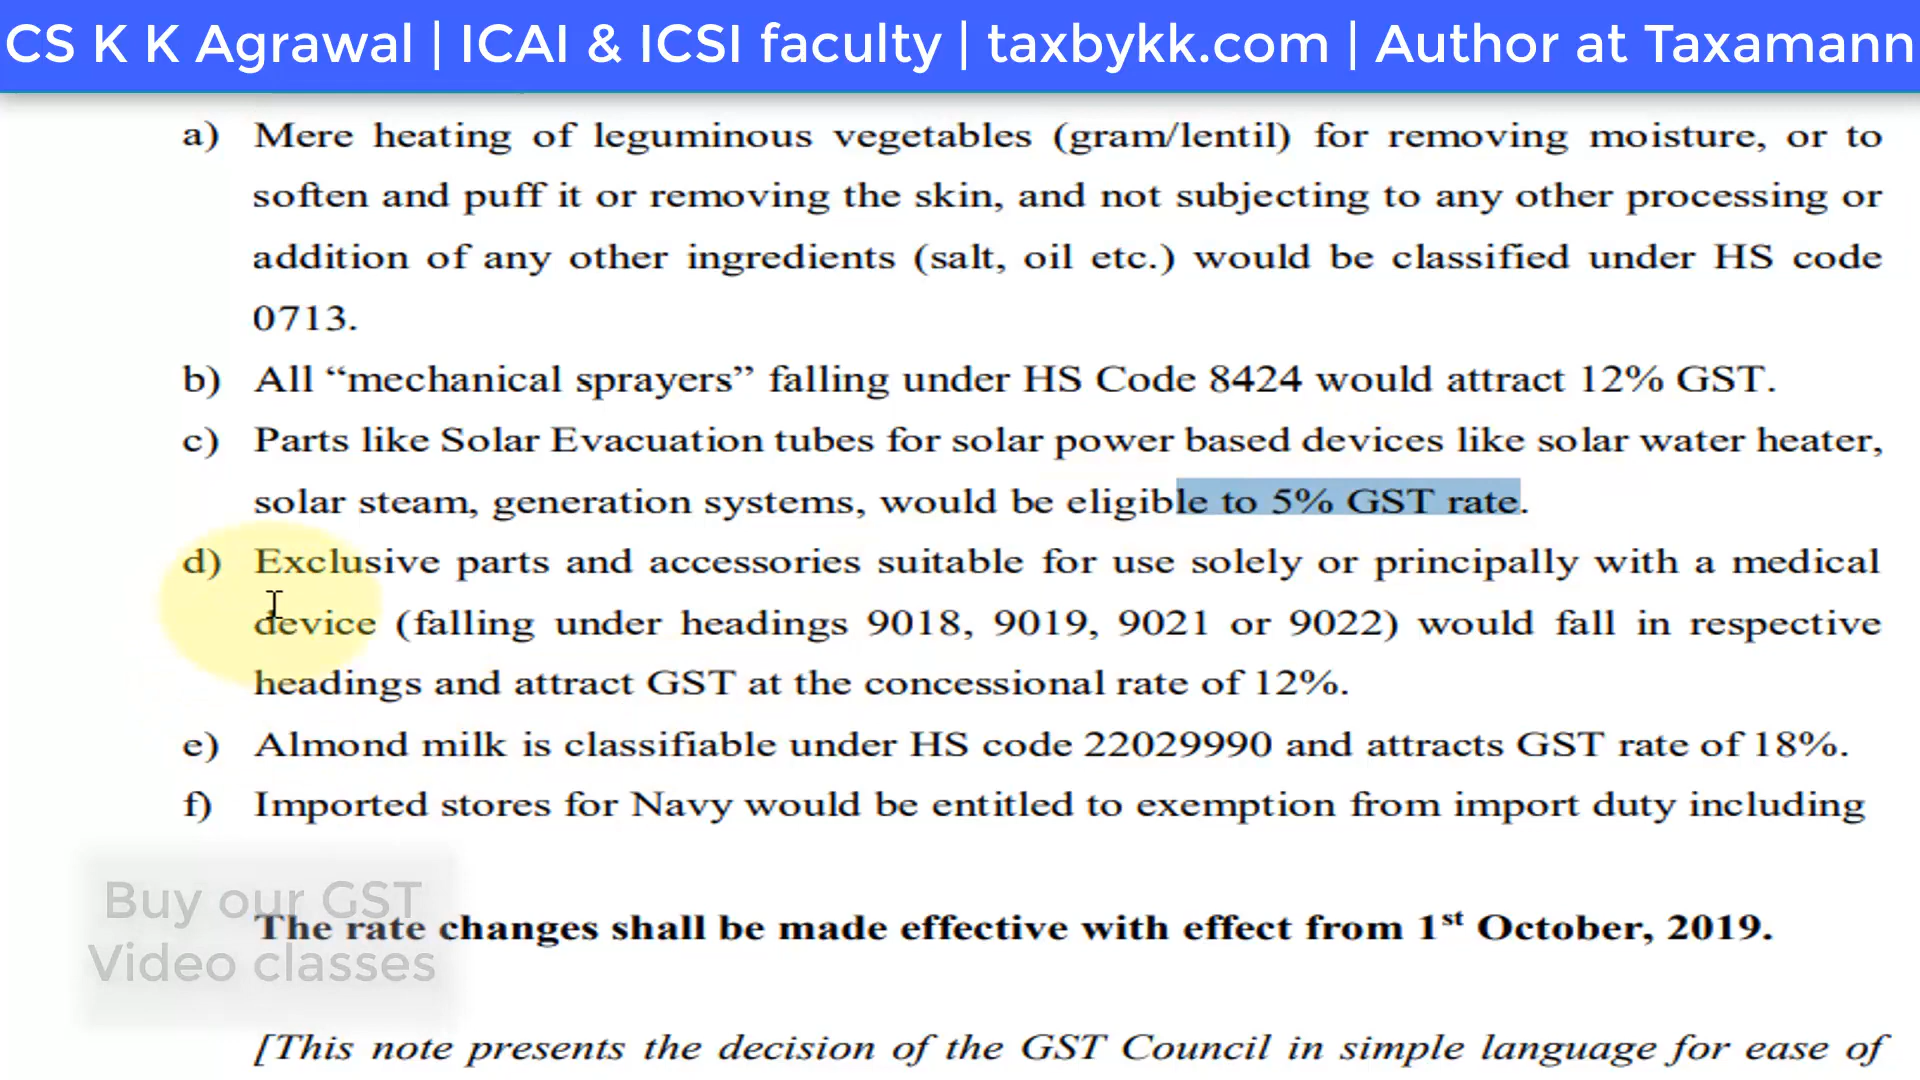 CS K K Agrawal | ICAI & ICSI faculty | taxbykk.com | Author at Taxamann
a) Mere heating of leguminous vegetables (gram/lentil) for removing moisture, or to
soften and puff it or removing the skin, and not subjecting to any other processing or
addition of any other ingredients (salt, oil etc.) would be classified under HS code
0713.
b) All “mechanical sprayers” falling under HS Code 8424 would attract 12% GST.
c) Parts like Solar Evacuation tubes for solar power based devices like solar water heater,
solar steam, generation systems, would be eligible to 5% GST rate.
d) Exclusive parts and accessories suitable for use solely or principally with a medical
device (falling under headings 9018, 9019, 9021 or 9022) would fall in respective
headings and attract GST at the concessional rate of 12%.
e) Almond milk is classifiable under HS code 22029990 and attracts GST rate of 18%.
f) Imported stores for Navy would be entitled to exemption from import duty including
Buy our GST
Video classes
The rate changes shall be made effective with effect from 1st October, 2019.
[This note presents the decision of the GST Council in simple language for ease of